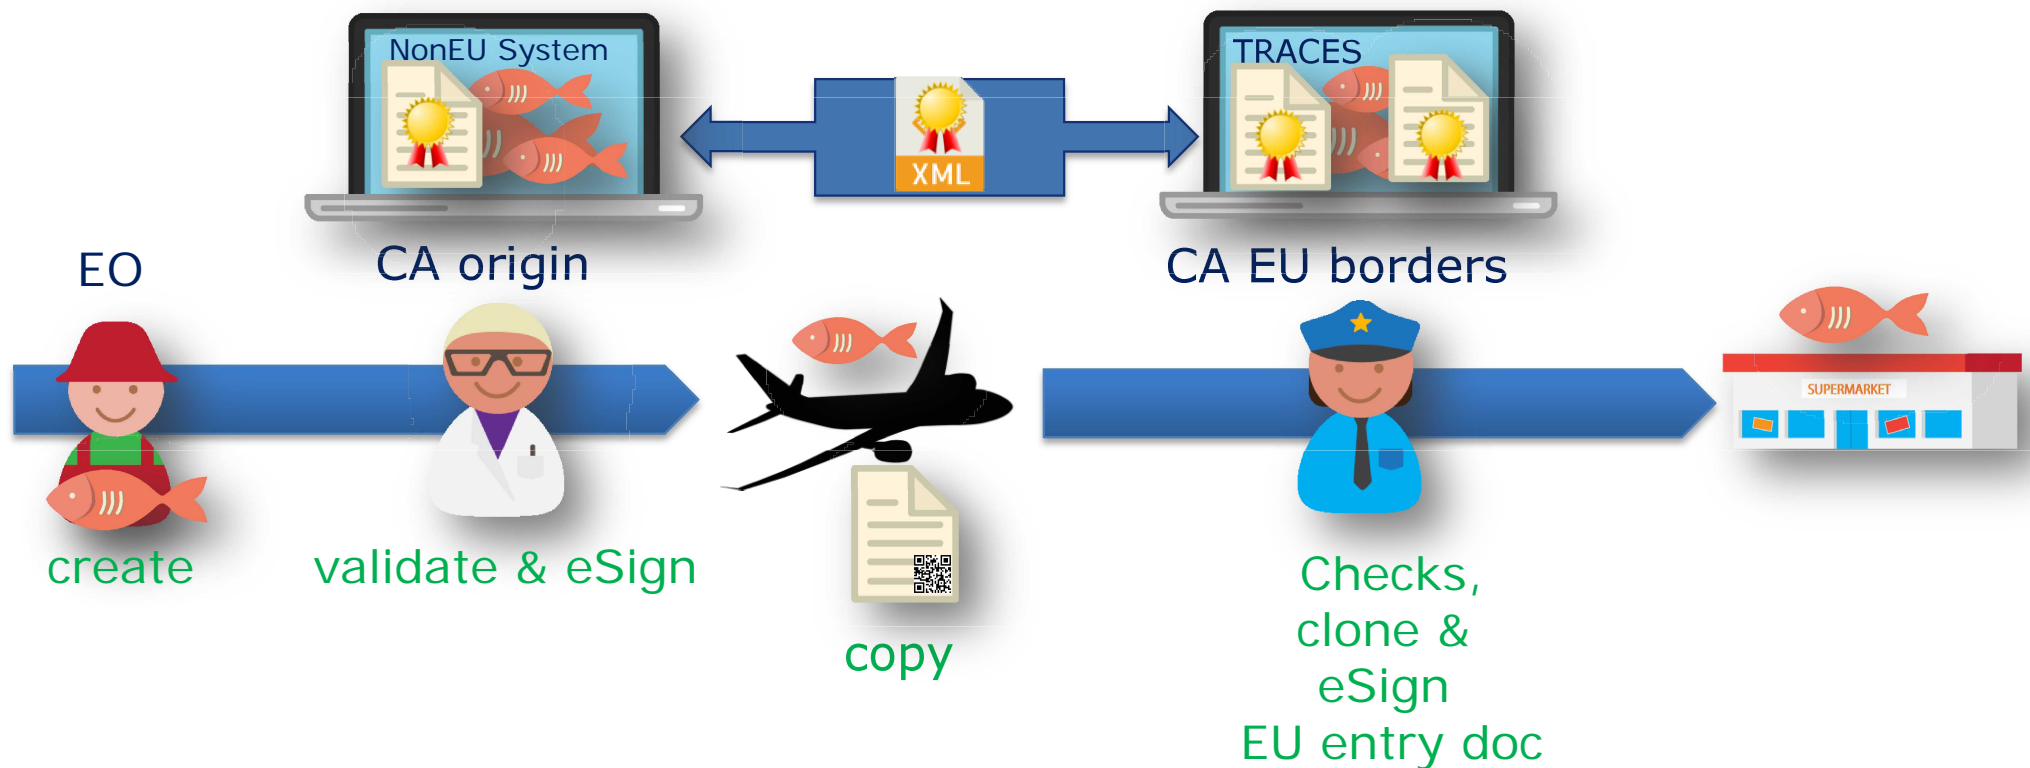 NonEU System
TRACES
XML
EO
CA origin
CA EU borders
SUPERMARKET
create
validate & eSign
copy
Checks,
clone &
eSign
EU entry doc